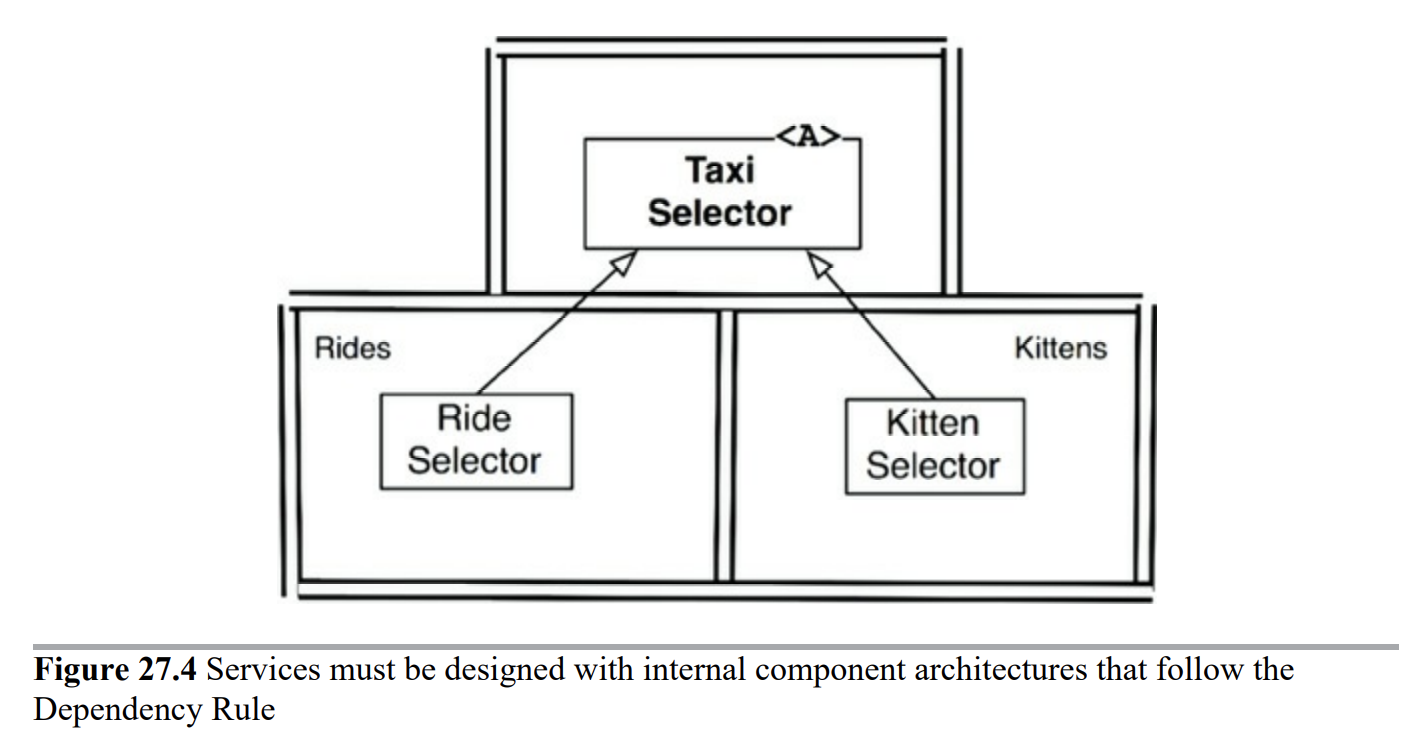 <A>
Taxi
Selector
Rides
Kittens
Ride
Selector
Kitten
Selector
Figure 27.4 Services must be designed with internal component architectures that follow the
Dependency Rule